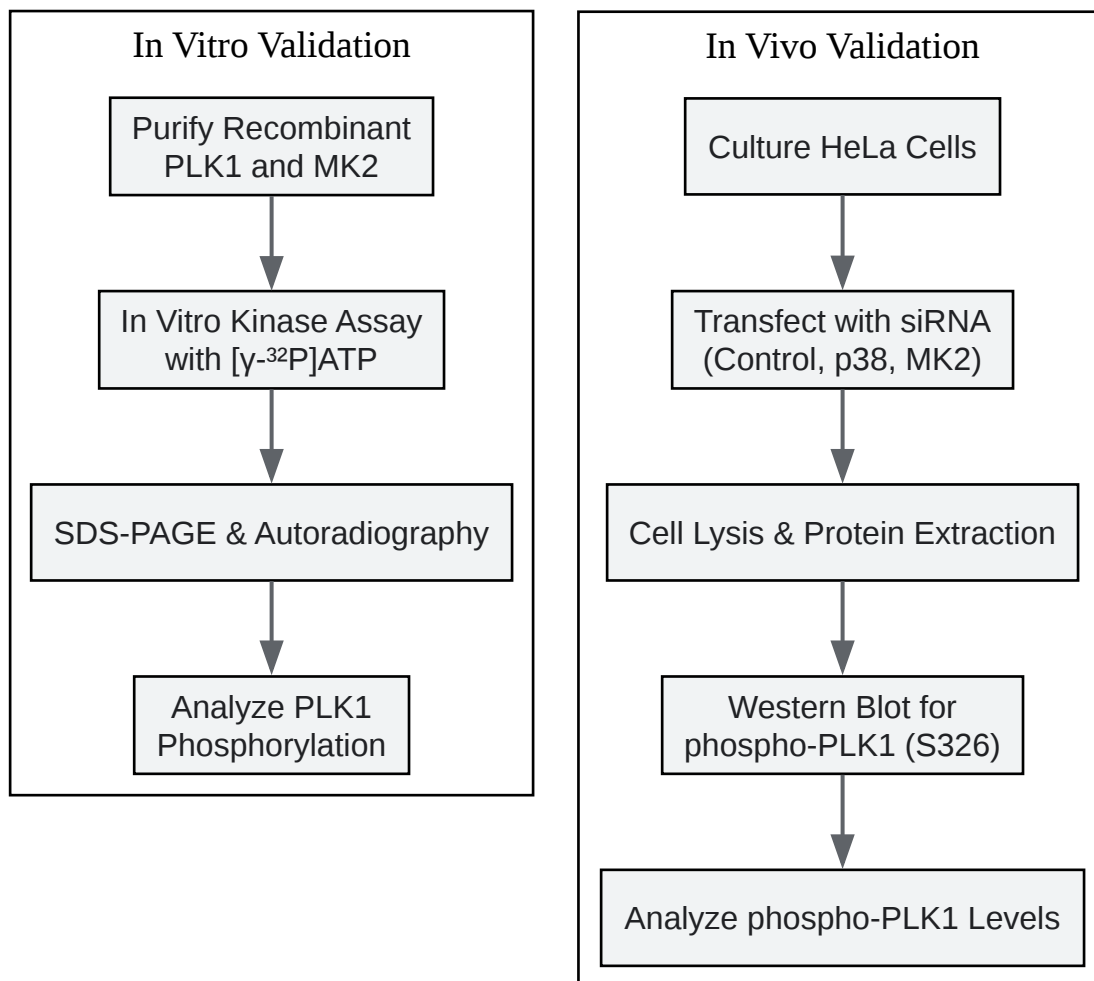 In Vitro Validation
Purify Recombinant
PLK1 and MK2
In Vitro Kinase Assay
with [γ-³²P]ATP
SDS-PAGE & Autoradiography
Analyze PLK1
Phosphorylation
In Vivo Validation
Culture HeLa Cells
Transfect with siRNA
(Control, p38, MK2)
Cell Lysis & Protein Extraction
Western Blot for
phospho-PLK1 (S326)
Analyze phospho-PLK1 Levels